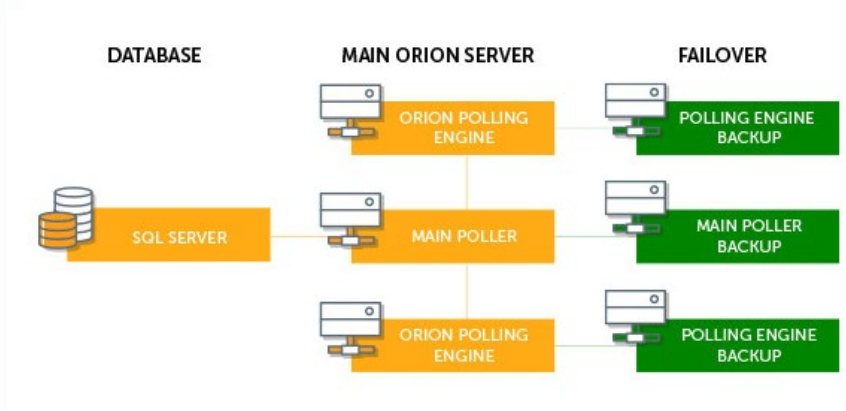 DATABASE
MAIN ORION SERVER
FAILOVER
ORION POLLING
ENGINE
POLLING ENGINE
BACKUP
SQL SERVER
MAIN POLLER
MAIN POLLER
BACKUP
ORION POLLING
ENGINE
POLLING ENGINE
BACKUP